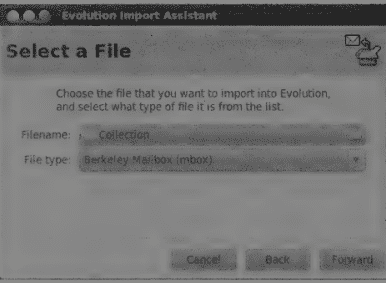 Evolution Import Assistant
Select a File
Choose the file that you want to import into Evolution,
and select what type of file it is from the list.
Filename: Collection
File type: Berkeley Mailbox (mbox)
Cancel Back Forward